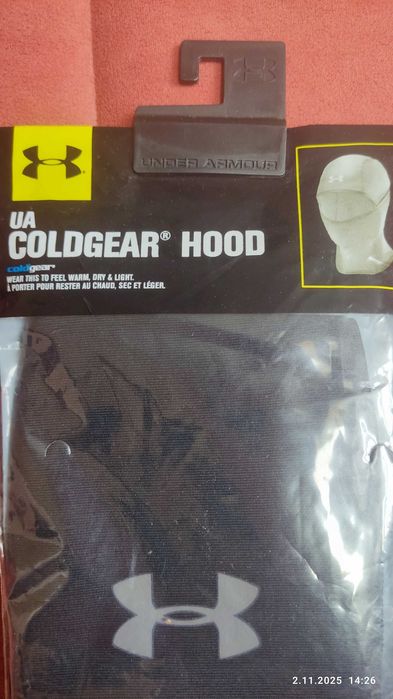 UNDER ARMOUR
UA
COLDGEAR® HOOD
coldgear®
WEAR THIS TO FEEL WARM, DRY & LIGHT.
À PORTER POUR RESTER AU CHAUD, SEC ET LÉGER.
2.11.2025 14:26